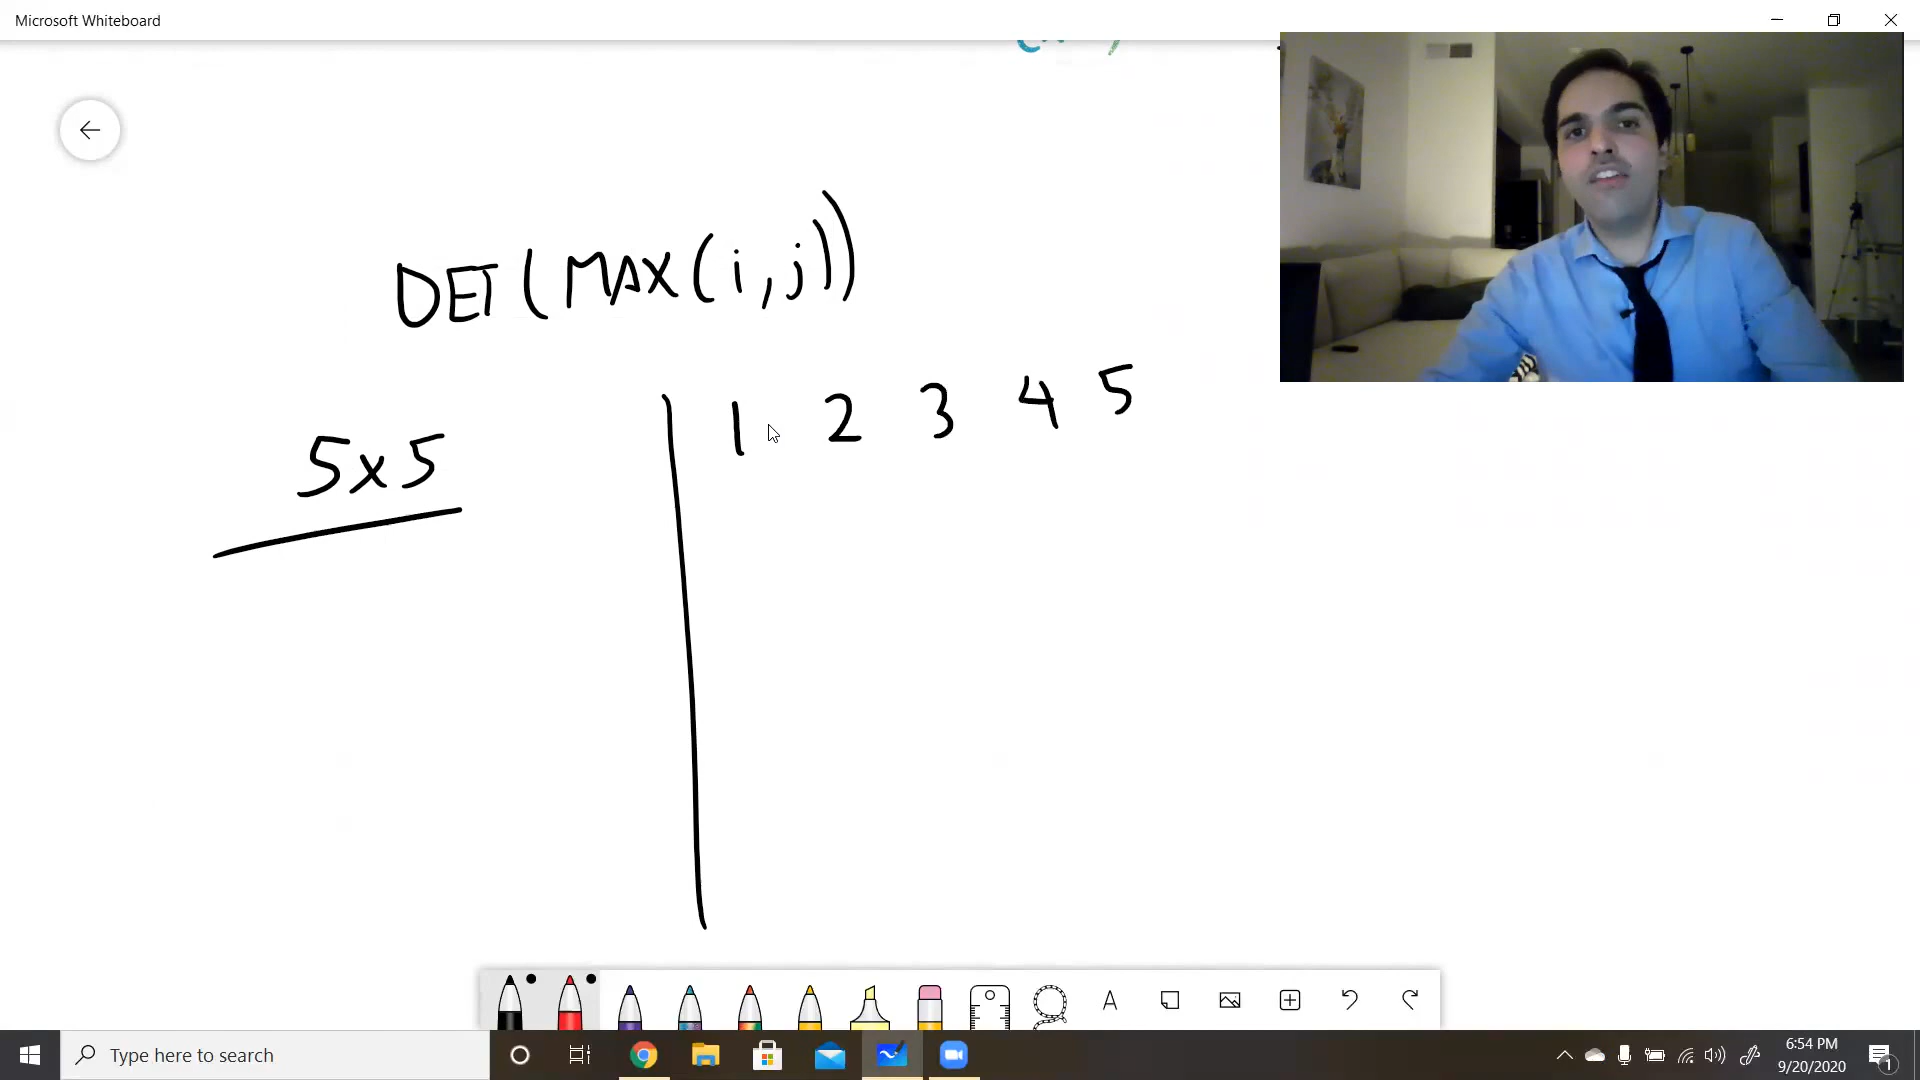 Microsoft Whiteboard
DET(MAX(i,j))
5x5
1 2 3 4 5
A
Type here to search
6:54 PM
9/20/2020
1